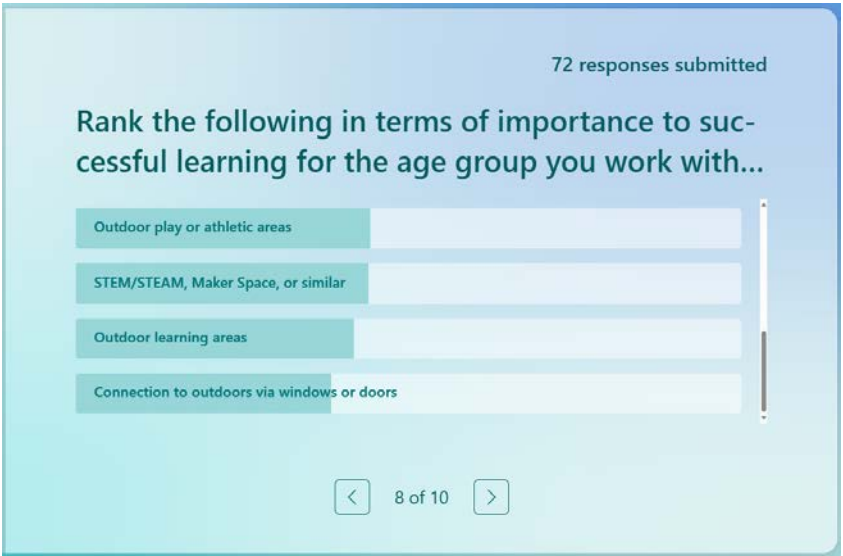 72 responses submitted
Rank the following in terms of importance to suc-
cessful learning for the age group you work with...
Outdoor play or athletic areas
STEM/STEAM, Maker Space, or similar
Outdoor learning areas
Connection to outdoors via windows or doors
8 of 10